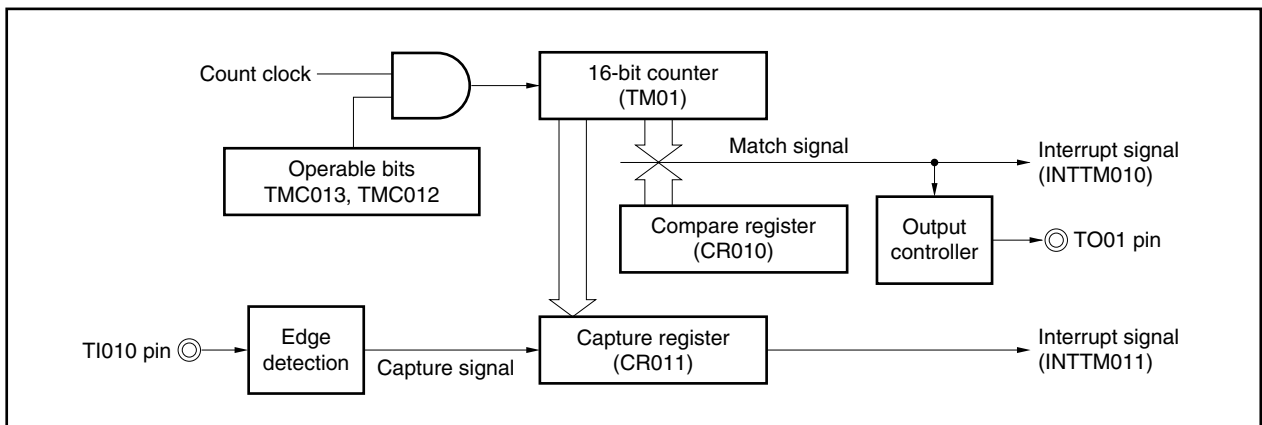 Count clock
16-bit counter
(TM01)
Operable bits
TMC013, TMC012
Match signal
Interrupt signal
(INTTM010)
Compare register
(CR010)
Output
controller
TO01 pin
TI010 pin
Edge
detection
Capture signal
Capture register
(CR011)
Interrupt signal
(INTTM011)